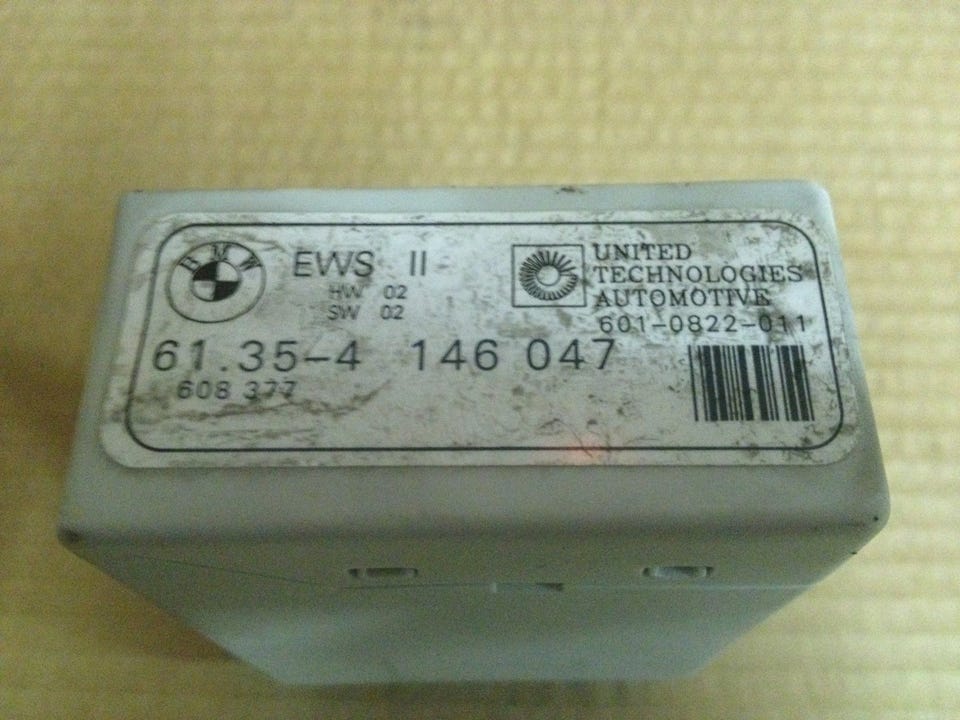 BMW
EWS II
HW 02
SW 02
UNITED
TECHNOLOGIES
AUTOMOTIVE
601-0822-011
61.35-4 146 047
608 377